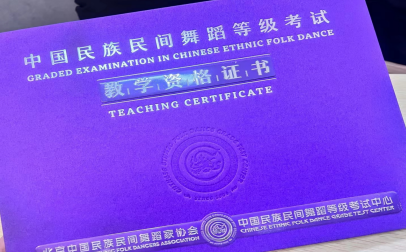 中国民族民间舞蹈等级考试
GRADED EXAMINATION IN CHINESE ETHNIC FOLK DANCE
教学资格证书
TEACHING CERTIFICATE
北京中国民族民间舞蹈家协会 中国民族民间舞蹈等级考试中心
FOLK DANCERS ASSOCIATION CHINESE ETHNIC FOLK DANCE GRADE TEST CENTER